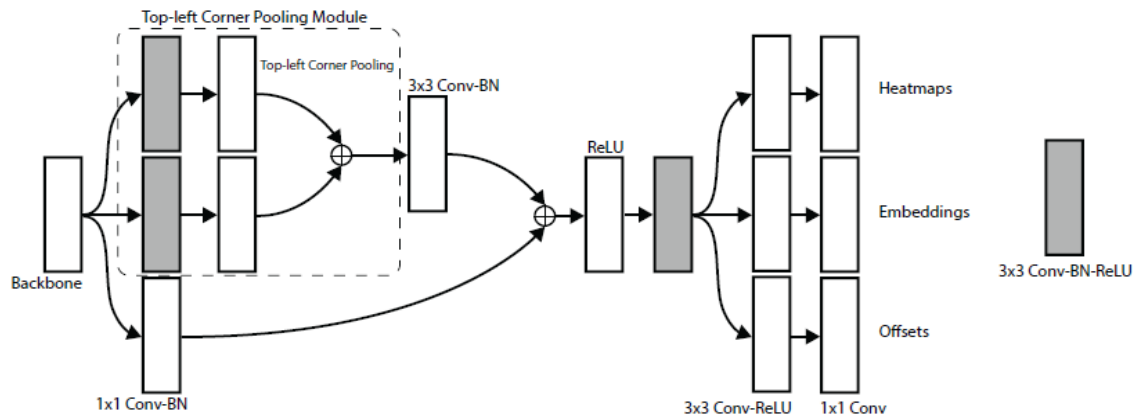 Top-left Corner Pooling Module
Top-left Corner Pooling
3x3 Conv-BN
Backbone
1x1 Conv-BN
ReLU
Heatmaps
Embeddings
Offsets
3x3 Conv-ReLU
1x1 Conv
3x3 Conv-BN-ReLU